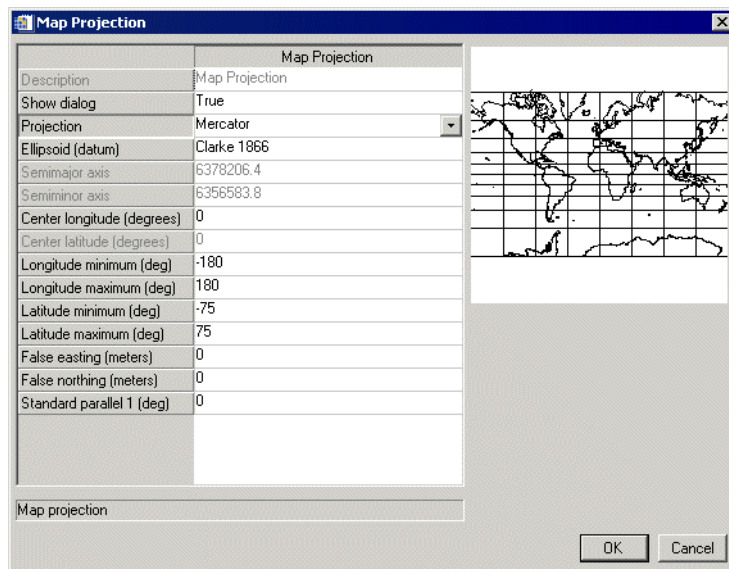 Map Projection
Map Projection
Description Map Projection
Show dialog True
Projection Mercator
Ellipsoid (datum) Clarke 1866
Semimajor axis 6378206.4
Semiminor axis 6356583.8
Center longitude (degrees) 0
Center latitude (degrees) 0
Longitude minimum (deg) -180
Longitude maximum (deg) 180
Latitude minimum (deg) -75
Latitude maximum (deg) 75
False easting (meters) 0
False northing (meters) 0
Standard parallel 1 (deg) 0
Map projection
OK Cancel